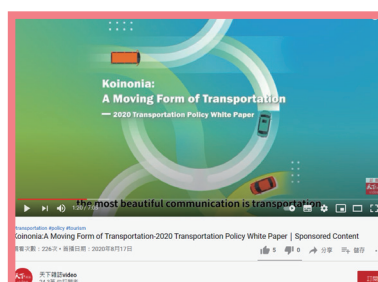 Koinonia:
A Moving Form of Transportation
— 2020 Transportation Policy White Paper
the most beautiful communication is transportation
#transportation #policy #tourism
Koinonia:A Moving Form of Transportation-2020 Transportation Policy White Paper | Sponsored Content
觀看次數：226次 • 首播日期：2020年8月17日
5
0
分享
儲存
天下雜誌video